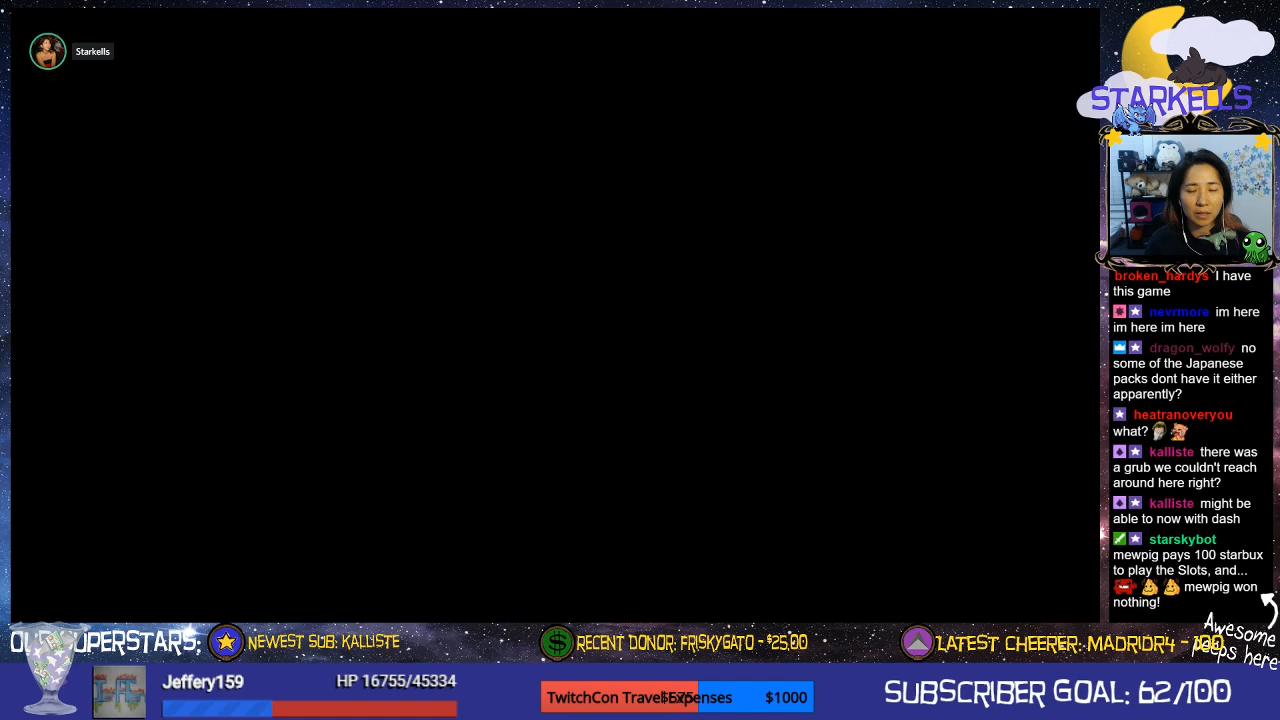 Starkells
STARKELLS
broken_hardys I have
this game
nevrmore im here
im here im here
dragon_wolfy no
some of the Japanese
packs dont have it either
apparently?
heatranoveryou
what?
kalliste there was
a grub we couldn't reach
around here right?
kalliste might be
able to now with dash
starskybot
mewpig pays 100 starbux
to play the Slots, and...
mewpig won
nothing!
Awesome
peeps here
OUR SUPERSTARS:
NEWEST SUB: KALLISTE
RECENT DONOR: FRISKYGATO - $25.00
LATEST CHEERER: MADRIDR4 - 100
Jeffery159
HP 16755/45334
TwitchCon Travel Expenses
$575
$1000
SUBSCRIBER GOAL: 62/100